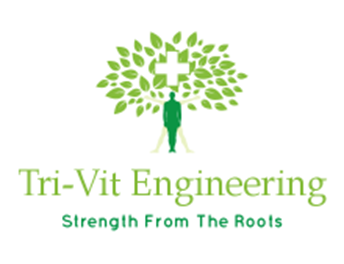 Tri-Vit Engineering
Strength From The Roots